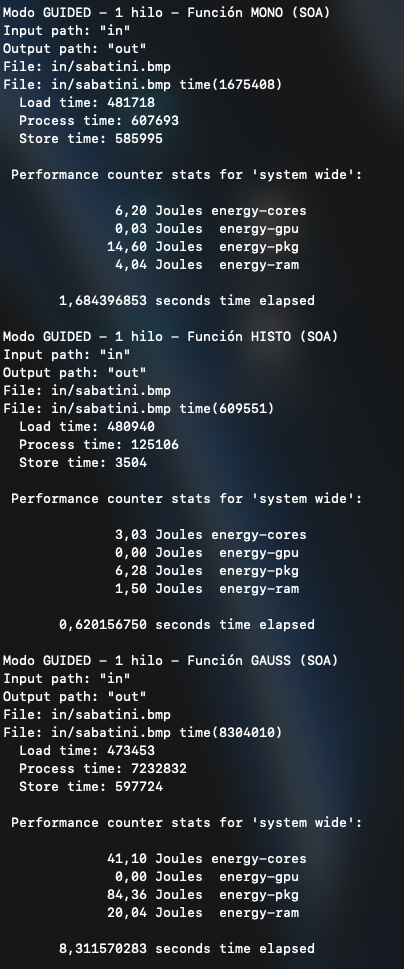 Modo GUIDED – 1 hilo – Función MONO (SOA)
Input path: "in"
Output path: "out"
File: in/sabatini.bmp
File: in/sabatini.bmp time(1675408)
  Load time: 481718
  Process time: 607693
  Store time: 585995
 Performance counter stats for 'system wide':
              6,20 Joules energy-cores
              0,03 Joules  energy-gpu
             14,60 Joules  energy-pkg
              4,04 Joules  energy-ram
       1,684396853 seconds time elapsed
Modo GUIDED – 1 hilo – Función HISTO (SOA)
Input path: "in"
Output path: "out"
File: in/sabatini.bmp
File: in/sabatini.bmp time(609551)
  Load time: 480940
  Process time: 125106
  Store time: 3504
 Performance counter stats for 'system wide':
              3,03 Joules energy-cores
              0,00 Joules  energy-gpu
              6,28 Joules  energy-pkg
              1,50 Joules  energy-ram
       0,620156750 seconds time elapsed
Modo GUIDED – 1 hilo – Función GAUSS (SOA)
Input path: "in"
Output path: "out"
File: in/sabatini.bmp
File: in/sabatini.bmp time(8304010)
  Load time: 473453
  Process time: 7232832
  Store time: 597724
 Performance counter stats for 'system wide':
             41,10 Joules energy-cores
              0,00 Joules  energy-gpu
             84,36 Joules  energy-pkg
             20,04 Joules  energy-ram
       8,311570283 seconds time elapsed